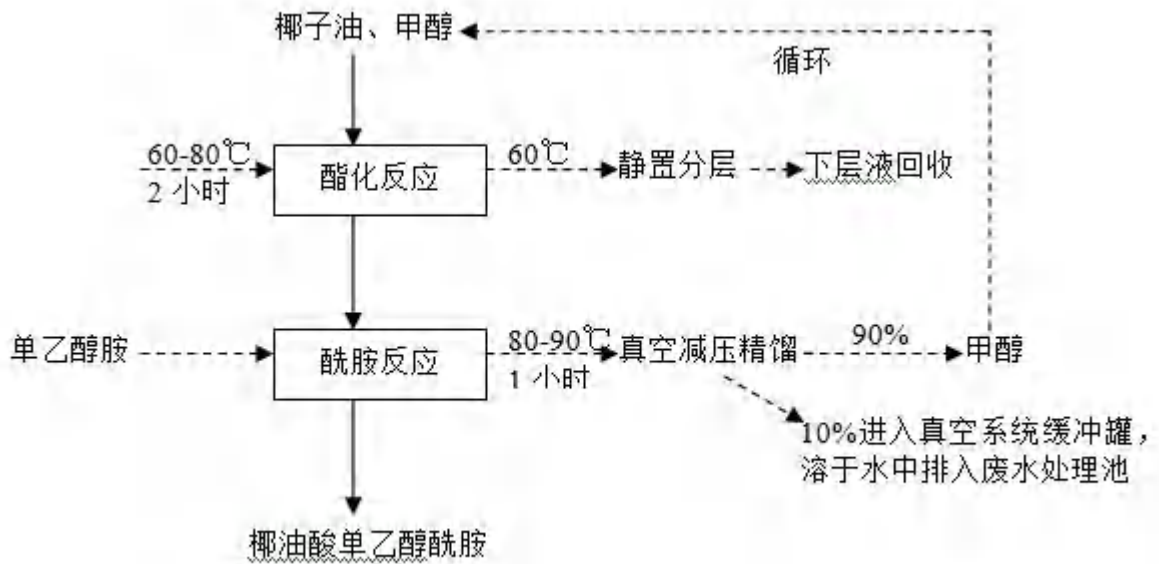 椰子油、甲醇
循环
60-80℃
2 小时
酯化反应
60℃
静置分层
下层液回收
单乙醇胺
酰胺反应
80-90℃
1 小时
真空减压精馏
90%
甲醇
10%进入真空系统缓冲罐，
溶于水中排入废水处理池
椰油酸单乙醇酰胺